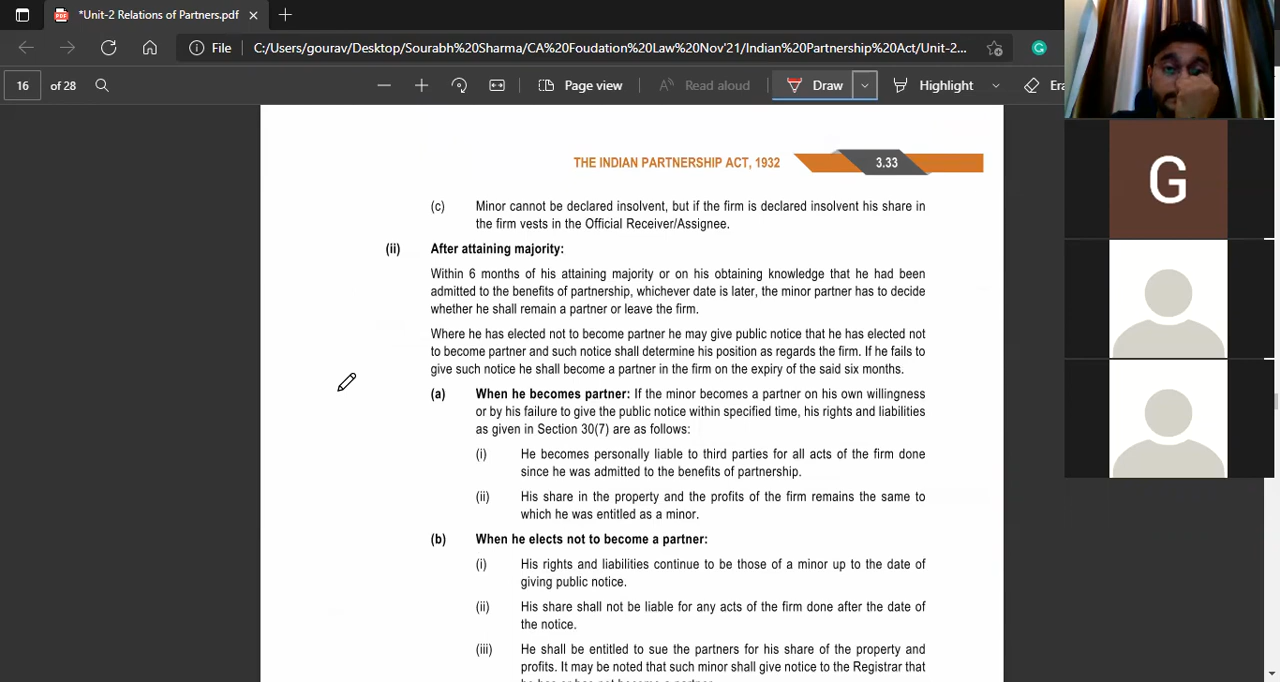 *Unit-2 Relations of Partners.pdf
File
C:/Users/gourav/Desktop/Sourabh%20Sharma/CA%20Foudation%20Law%20Nov'21/Indian%20Partnership%20Act/Unit-2...
16 of 28
Page view
Read aloud
Draw
Highlight
Era
THE INDIAN PARTNERSHIP ACT, 1932
3.33
G
(c) Minor cannot be declared insolvent, but if the firm is declared insolvent his share in
the firm vests in the Official Receiver/Assignee.
(ii) After attaining majority:
Within 6 months of his attaining majority or on his obtaining knowledge that he had been
admitted to the benefits of partnership, whichever date is later, the minor partner has to decide
whether he shall remain a partner or leave the firm.
Where he has elected not to become partner he may give public notice that he has elected not
to become partner and such notice shall determine his position as regards the firm. If he fails to
give such notice he shall become a partner in the firm on the expiry of the said six months.
(a) When he becomes partner: If the minor becomes a partner on his own willingness
or by his failure to give the public notice within specified time, his rights and liabilities
as given in Section 30(7) are as follows:
(i) He becomes personally liable to third parties for all acts of the firm done
since he was admitted to the benefits of partnership.
(ii) His share in the property and the profits of the firm remains the same to
which he was entitled as a minor.
(b) When he elects not to become a partner:
(i) His rights and liabilities continue to be those of a minor up to the date of
giving public notice.
(ii) His share shall not be liable for any acts of the firm done after the date of
the notice.
(iii) He shall be entitled to sue the partners for his share of the property and
profits. It may be noted that such minor shall give notice to the Registrar that